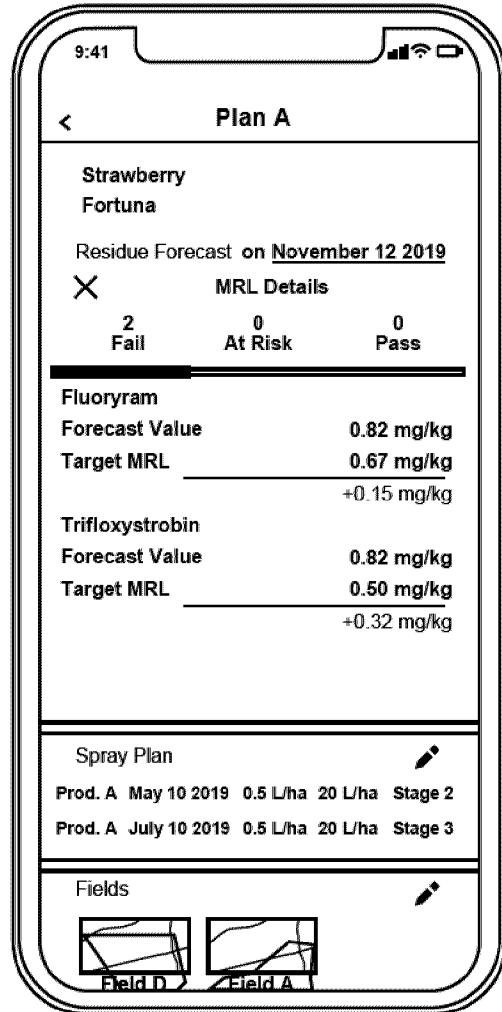 9:41
< Plan A
Strawberry
Fortuna
Residue Forecast on November 12 2019
MRL Details
2 0 0
Fail At Risk Pass
Fluoryram
Forecast Value 0.82 mg/kg
Target MRL 0.67 mg/kg
+0.15 mg/kg
Trifloxystrobin
Forecast Value 0.82 mg/kg
Target MRL 0.50 mg/kg
+0.32 mg/kg
Spray Plan
Prod. A May 10 2019 0.5 L/ha 20 L/ha Stage 2
Prod. A July 10 2019 0.5 L/ha 20 L/ha Stage 3
Fields
Field D Field A